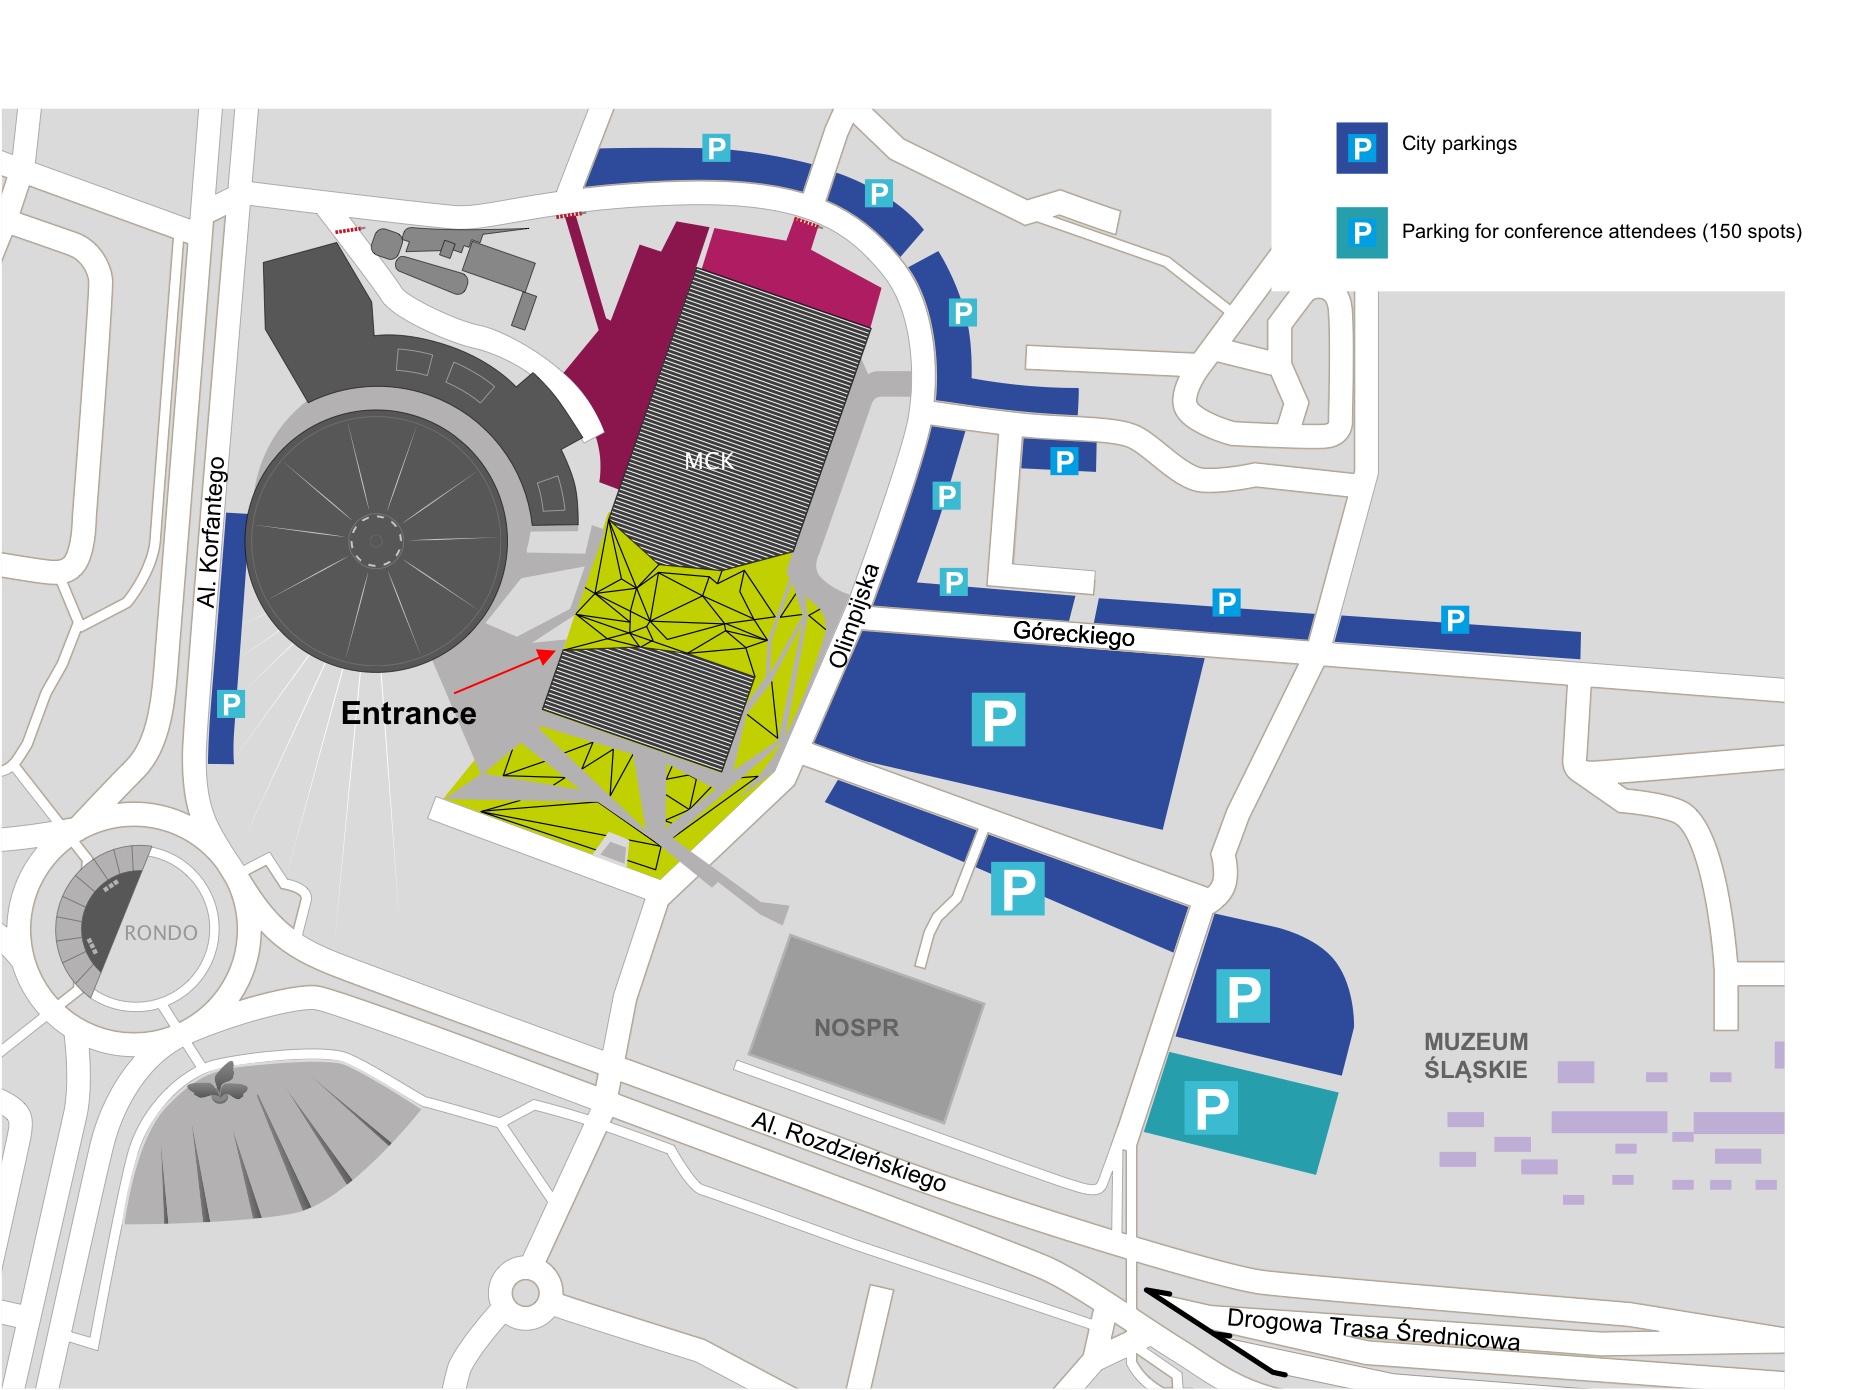 P
City parkings
P
Parking for conference attendees (150 spots)
P
P
P
MCK
P
P
Al. Korfantego
P
P
P
Olimpijska
Góreckiego
P
Entrance
P
P
P
RONDO
P
NOSPR
MUZEUM
ŚLĄSKIE
P
Al. Rozdzieńskiego
Drogowa Trasa Średnicowa